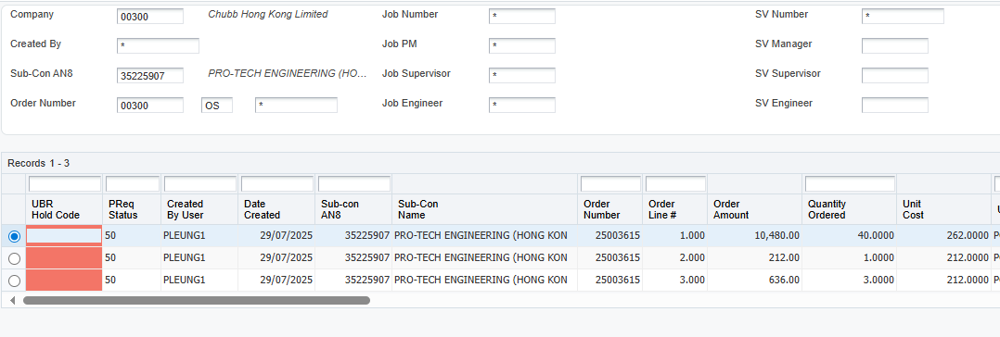 Company 00300 Chubb Hong Kong Limited Job Number * SV Number *
Created By * Job PM * SV Manager
Sub-Con AN8 35225907 PRO-TECH ENGINEERING (HO... Job Supervisor * SV Supervisor
Order Number 00300 OS * Job Engineer * SV Engineer
Records 1 - 3
UBR Hold Code PReq Status Created By User Date Created Sub-con AN8 Sub-Con Name Order Number Order Line # Order Amount Quantity Ordered Unit Cost
50 PLEUNG1 29/07/2025 35225907 PRO-TECH ENGINEERING (HONG KON 25003615 1.000 10,480.00 40.0000 262.0000
50 PLEUNG1 29/07/2025 35225907 PRO-TECH ENGINEERING (HONG KON 25003615 2.000 212.00 1.0000 212.0000
50 PLEUNG1 29/07/2025 35225907 PRO-TECH ENGINEERING (HONG KON 25003615 3.000 636.00 3.0000 212.0000